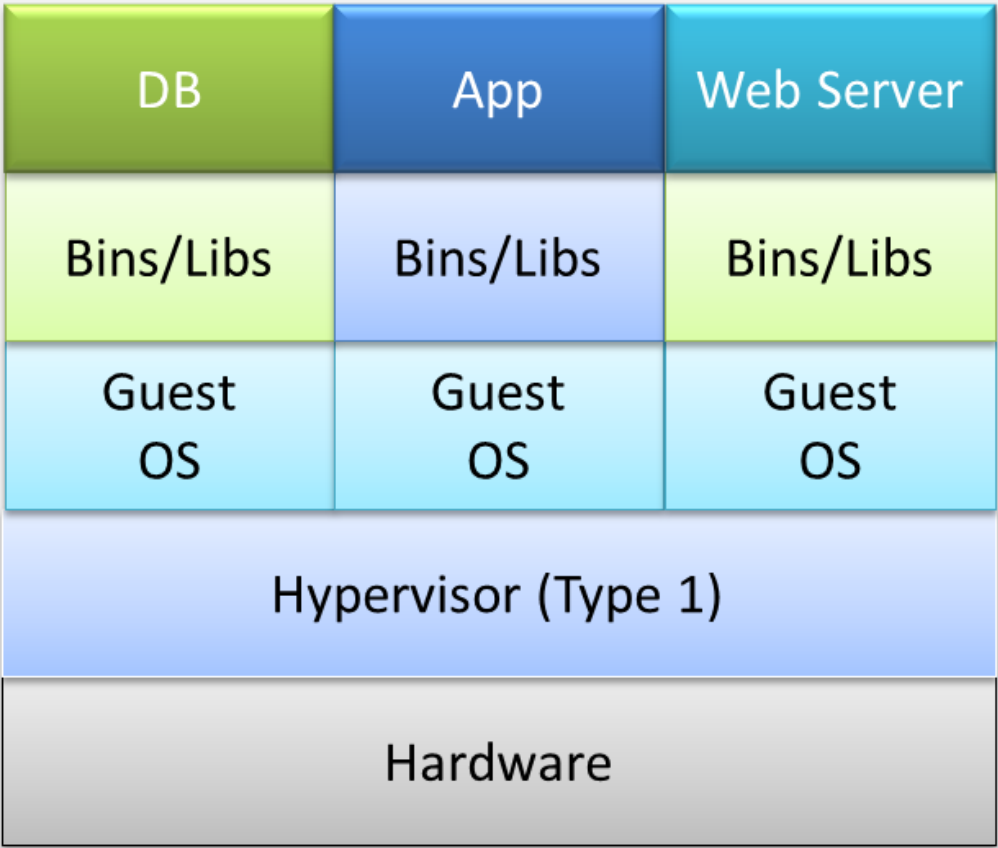 DB
App
Web Server
Bins/Libs
Bins/Libs
Bins/Libs
Guest
OS
Guest
OS
Guest
OS
Hypervisor (Type 1)
Hardware